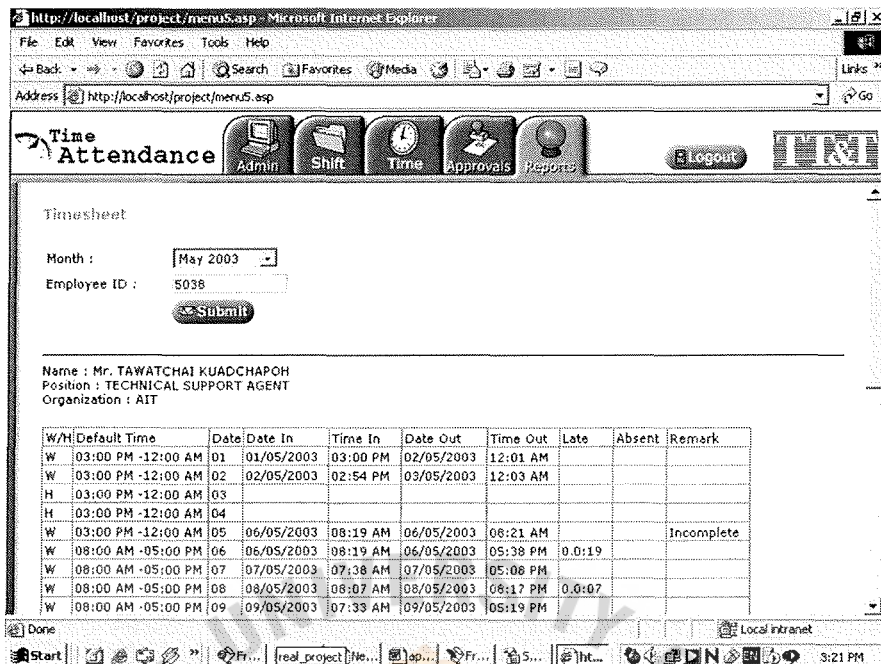 http://localhost/project/menu5.asp - Microsoft Internet Explorer
File Edit View Favorites Tools Help
Back Search Favorites Media Links
Address http://localhost/project/menu5.asp Go
Time Attendance Admin Shift Time Approvals Reports Logout TT&T
Timesheet
Month : May 2003
Employee ID : 5038
Submit
Name : Mr. TAWATCHAI KUADCHAPOH
Position : TECHNICAL SUPPORT AGENT
Organization : AIT
W/H Default Time Date Date In Time In Date Out Time Out Late Absent Remark
W 03:00 PM -12:00 AM 01 01/05/2003 03:00 PM 02/05/2003 12:01 AM
W 03:00 PM -12:00 AM 02 02/05/2003 02:54 PM 03/05/2003 12:03 AM
H 03:00 PM -12:00 AM 03
H 03:00 PM -12:00 AM 04
W 03:00 PM -12:00 AM 05 06/05/2003 08:19 AM 06/05/2003 08:21 AM Incomplete
W 08:00 AM -05:00 PM 06 06/05/2003 08:19 AM 06/05/2003 05:38 PM 0.0:19
W 08:00 AM -05:00 PM 07 07/05/2003 07:38 AM 07/05/2003 05:08 PM
W 08:00 AM -05:00 PM 08 08/05/2003 08:07 AM 08/05/2003 08:17 PM 0.0:07
W 08:00 AM -05:00 PM 09 09/05/2003 07:33 AM 09/05/2003 05:19 PM
UNIVERSITY
Done Local intranet
Start Fr... real_project Ne... ap... Fr... 5... ht... 3:21 PM